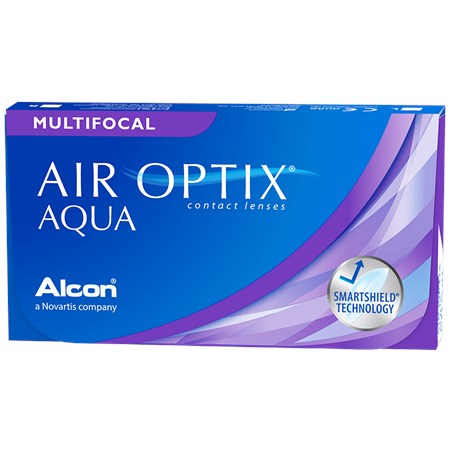 MULTIFOCAL
AIR OPTIX®
contact lenses
AQUA
Alcon®
a Novartis company
SMARTSHIELD®
TECHNOLOGY